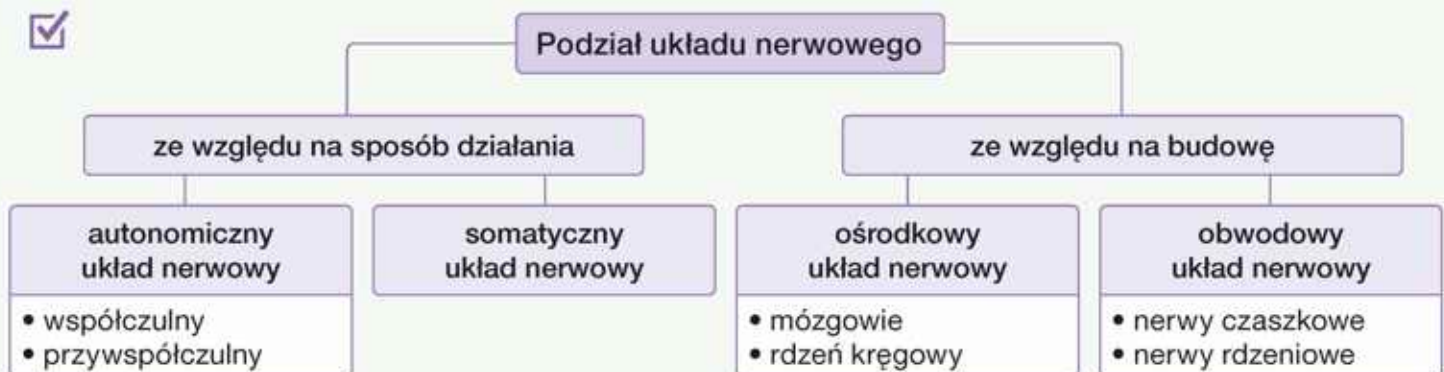 Podział układu nerwowego
ze względu na sposób działania
ze względu na budowę
autonomiczny
układ nerwowy
somatyczny
układ nerwowy
ośrodkowy
układ nerwowy
obwodowy
układ nerwowy
• współczulny
• przywspółczulny
• mózgowie
• rdzeń kręgowy
• nerwy czaszkowe
• nerwy rdzeniowe